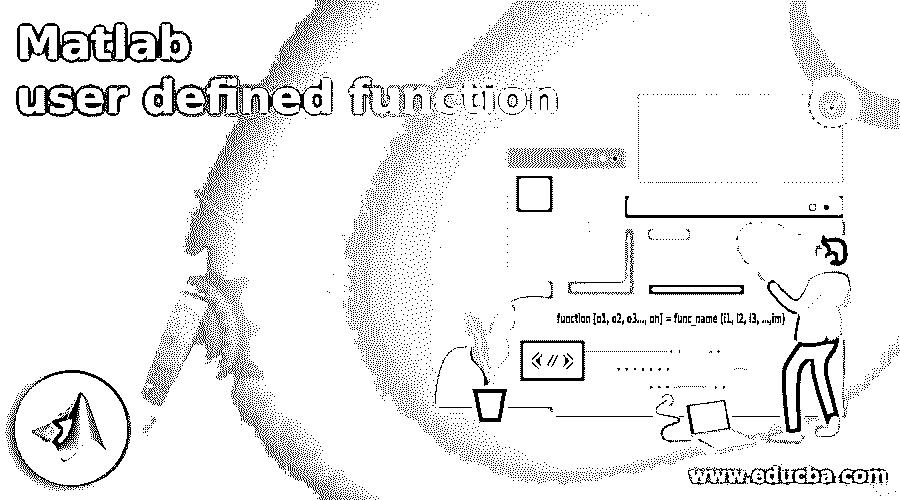 Matlab
user defined function
function [o1, o2, o3..., on] = func_name (i1, i2, i3, ...,im)
<//>
www.educba.com